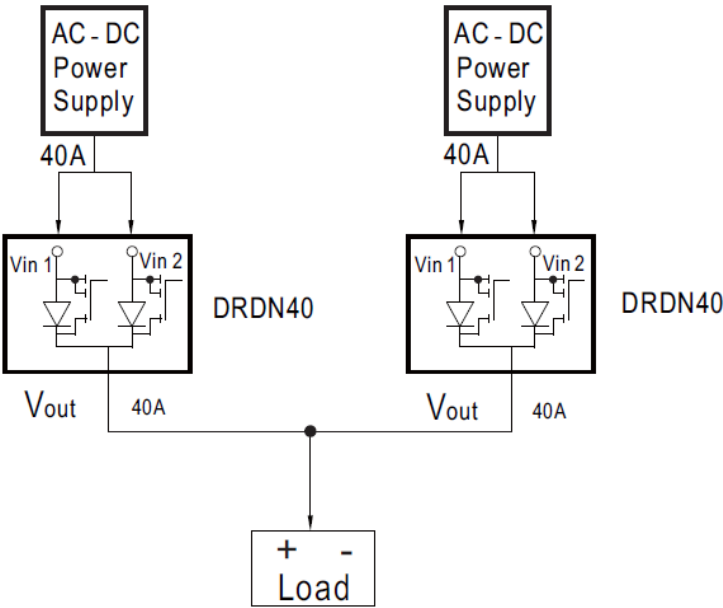 AC - DC
Power
Supply
40A
Vin 1
Vin 2
DRDN40
Vout
40A
AC - DC
Power
Supply
40A
Vin 1
Vin 2
DRDN40
Vout
40A
+ -
Load